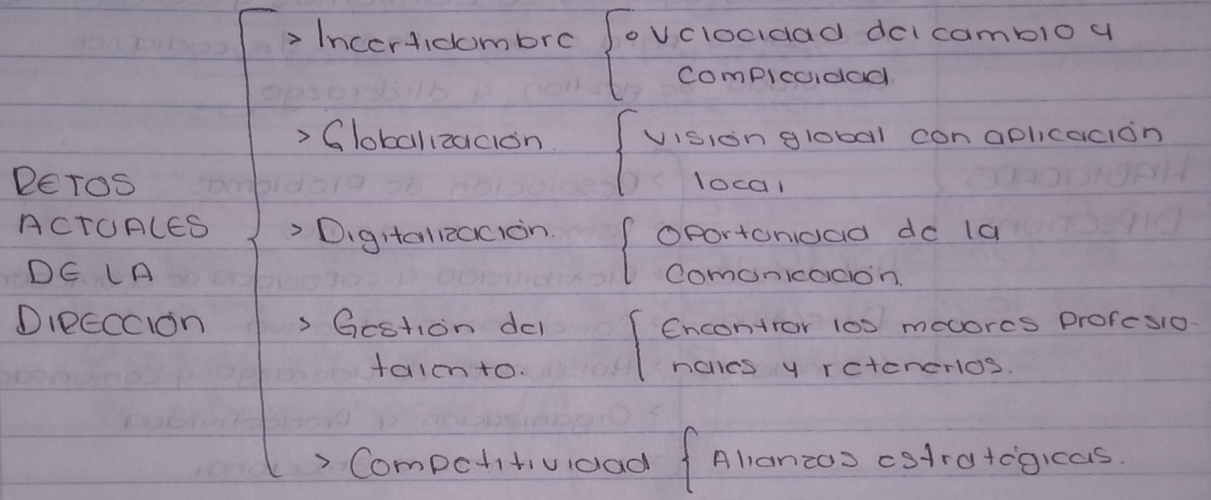 RETOS
ACTUALES
DE LA
DIRECCIÓN
> Incertidumbre
• Velocidad del cambio y
complejidad
> Globalización.
Visión global con aplicación
local
> Digitalización.
Oportunidad de la
comunicación.
> Gestión del
talento.
Encontrar los mejores profesio-
nales y retenerlos.
> Competitividad
Alianzas estratégicas.